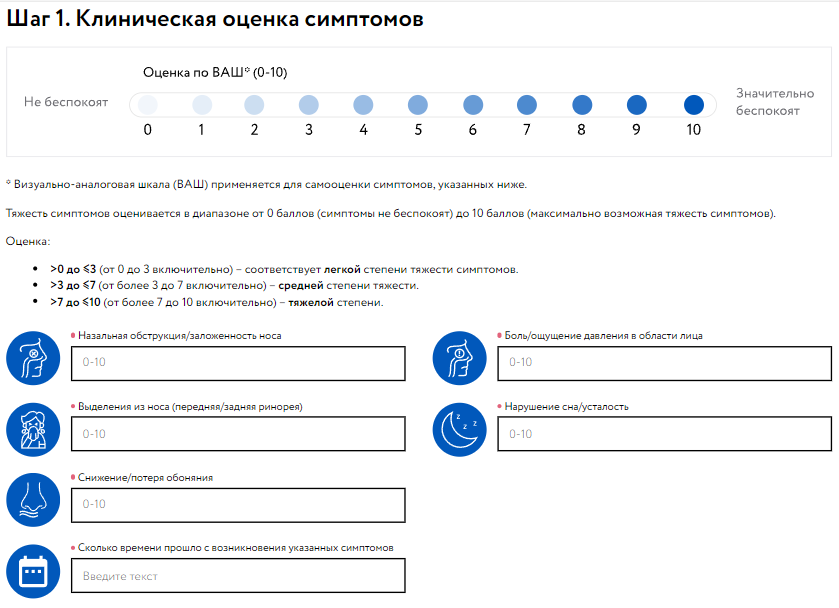 Шаг 1. Клиническая оценка симптомов
Оценка по ВАШ* (0-10)
Не беспокоят
Значительно
беспокоят
0 1 2 3 4 5 6 7 8 9 10
* Визуально-аналоговая шкала (ВАШ) применяется для самооценки симптомов, указанных ниже.
Тяжесть симптомов оценивается в диапазоне от 0 баллов (симптомы не беспокоят) до 10 баллов (максимально возможная тяжесть симптомов).
Оценка:
• >0 до ≤3 (от 0 до 3 включительно) – соответствует легкой степени тяжести симптомов.
• >3 до ≤7 (от более 3 до 7 включительно) – средней степени тяжести.
• >7 до ≤10 (от более 7 до 10 включительно) – тяжелой степени.
Назальная обструкция/заложенность носа
0-10
Боль/ощущение давления в области лица
0-10
Выделения из носа (передняя/задняя ринорея)
0-10
Нарушение сна/усталость
0-10
z z z
Снижение/потеря обоняния
0-10
Сколько времени прошло с возникновения указанных симптомов
Введите текст